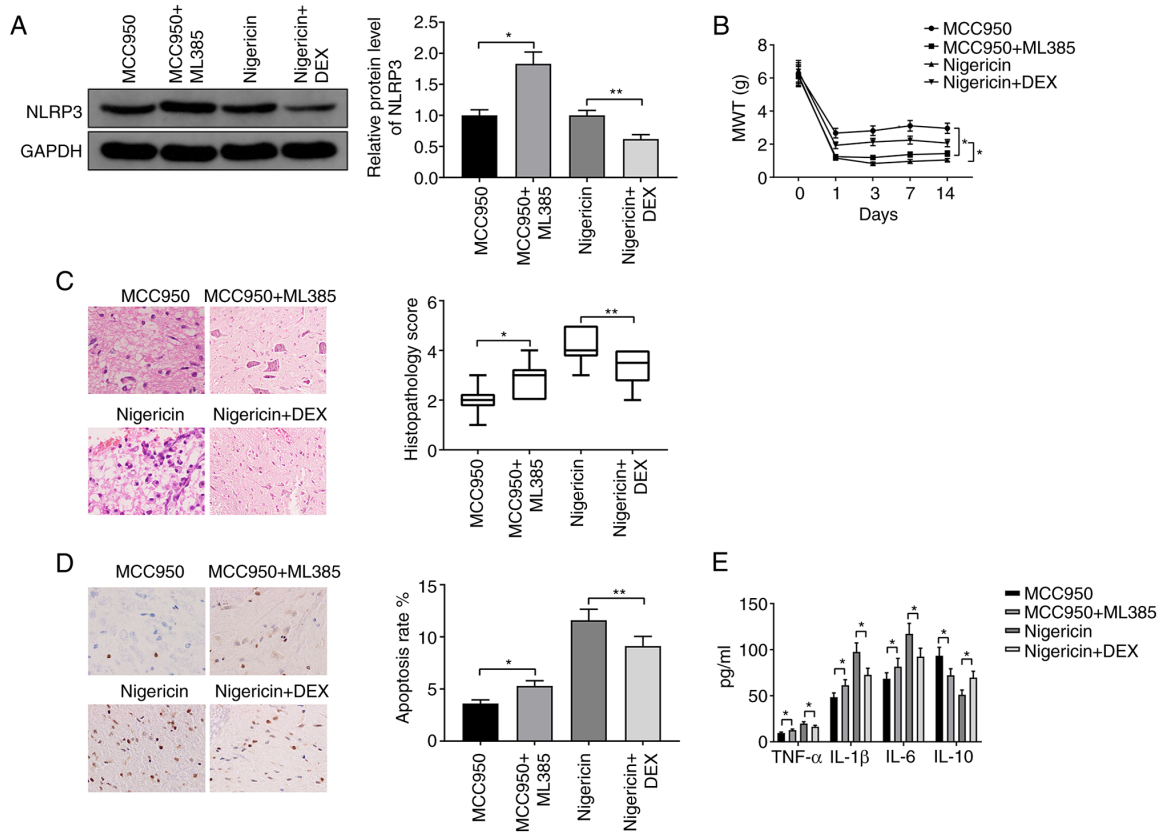 A
MCC950
MCC950+
ML385
Nigericin
Nigericin+
DEX
NLRP3
GAPDH
Relative protein level
of NLRP3
2.5
2.0
1.5
1.0
0.5
0.0
*
**
MCC950
MCC950+
ML385
Nigericin
Nigericin+
DEX
B
MCC950
MCC950+ML385
Nigericin
Nigericin+DEX
MWT (g)
8
6
4
2
0
*
*
0 1 3 7 14
Days
C
MCC950 MCC950+ML385
Nigericin Nigericin+DEX
Histopathology score
6
4
2
0
*
**
MCC950
MCC950+
ML385
Nigericin
Nigericin+
DEX
D
MCC950 MCC950+ML385
Nigericin Nigericin+DEX
Apoptosis rate %
15
10
5
0
*
**
MCC950
MCC950+
ML385
Nigericin
Nigericin+
DEX
E
MCC950
MCC950+ML385
Nigericin
Nigericin+DEX
pg/ml
150
100
50
0
* * * * * * * *
TNF-α IL-1β IL-6 IL-10